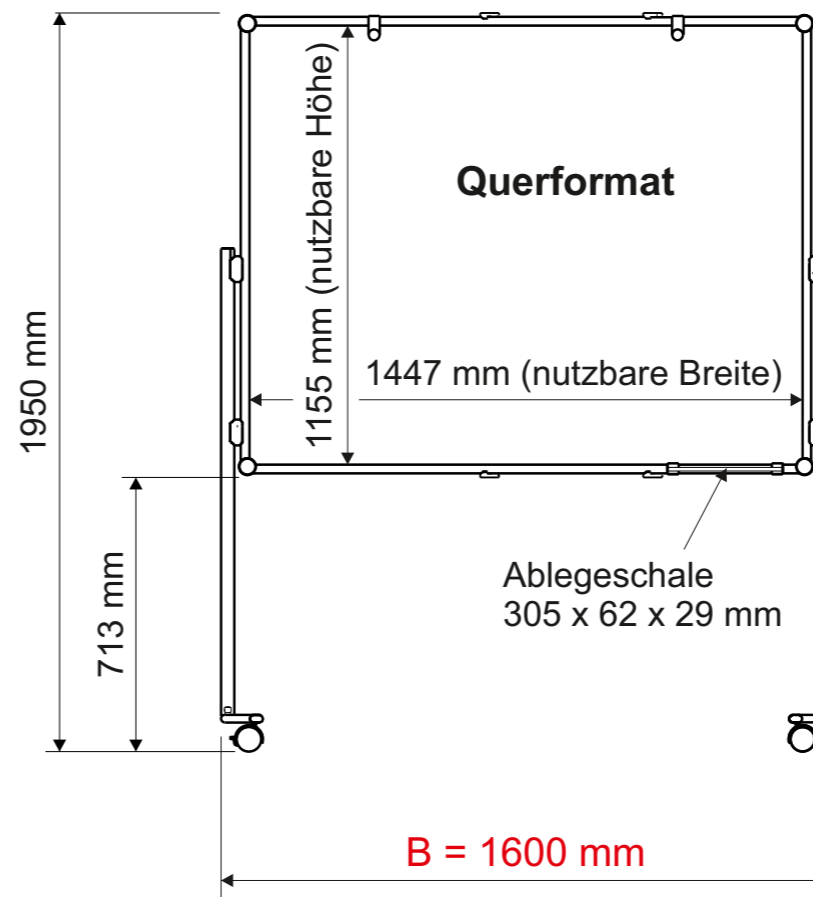 1155 mm (nutzbare Höhe)
Querformat
1447 mm (nutzbare Breite)
1950 mm
713 mm
Ablegeschale
305 x 62 x 29 mm
B = 1600 mm